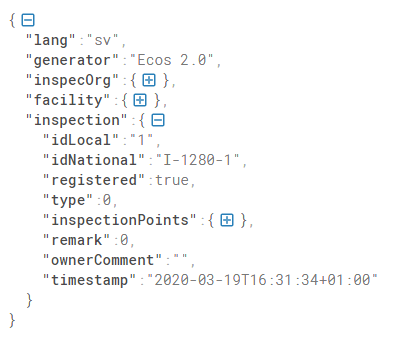 {
"lang":"sv",
"generator":"Ecos 2.0",
"inspecOrg":{ },
"facility":{ },
"inspection":{
"idLocal":"1",
"idNational":"I-1280-1",
"registered":true,
"type":0,
"inspectionPoints":{ },
"remark":0,
"ownerComment":"",
"timestamp":"2020-03-19T16:31:34+01:00"
}
}